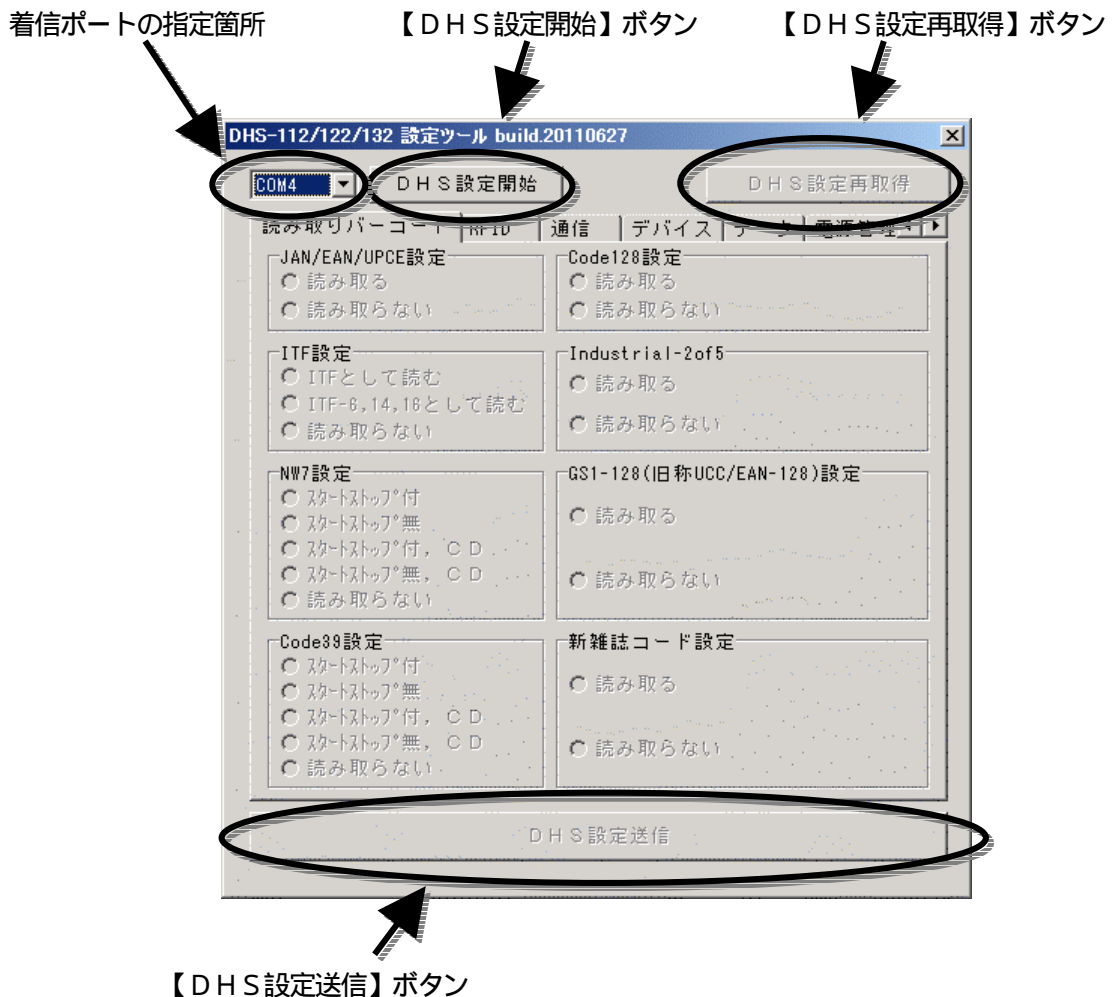 着信ポートの指定箇所
【ＤＨＳ設定開始】ボタン
【ＤＨＳ設定再取得】ボタン
DHS-112/122/132 設定ツール build.20110627
COM4
ＤＨＳ設定開始
ＤＨＳ設定再取得
読み取りバーコード
RFID
通信
デバイス
データ
電源管理
JAN/EAN/UPCE設定
読み取る
読み取らない
Code128設定
読み取る
読み取らない
ITF設定
ITFとして読む
ITF-6,14,16として読む
読み取らない
Industrial-2of5
読み取る
読み取らない
NW7設定
ｽﾀｰﾄｽﾄｯﾌﾟ付
ｽﾀｰﾄｽﾄｯﾌﾟ無
ｽﾀｰﾄｽﾄｯﾌﾟ付，ＣＤ
ｽﾀｰﾄｽﾄｯﾌﾟ無，ＣＤ
読み取らない
GS1-128(旧称UCC/EAN-128)設定
読み取る
読み取らない
Code39設定
ｽﾀｰﾄｽﾄｯﾌﾟ付
ｽﾀｰﾄｽﾄｯﾌﾟ無
ｽﾀｰﾄｽﾄｯﾌﾟ付，ＣＤ
ｽﾀｰﾄｽﾄｯﾌﾟ無，ＣＤ
読み取らない
新雑誌コード設定
読み取る
読み取らない
ＤＨＳ設定送信
【ＤＨＳ設定送信】ボタン